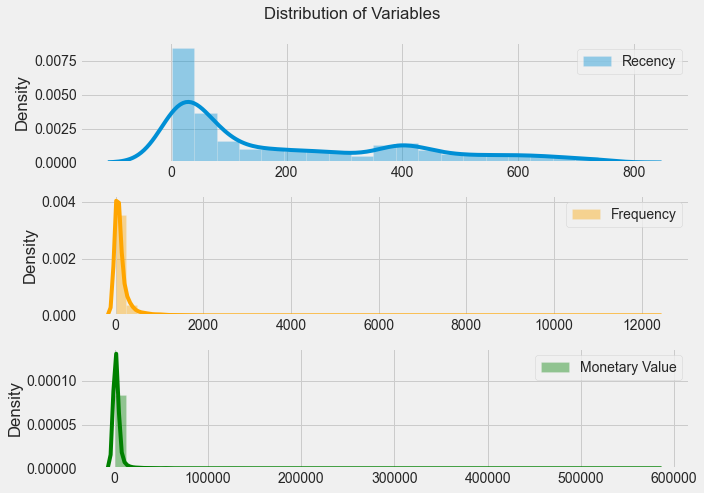 Distribution of Variables
Recency
Density
0.0075
0.0050
0.0025
0.0000
0 200 400 600 800
Frequency
Density
0.004
0.002
0.000
0 2000 4000 6000 8000 10000 12000
Monetary Value
Density
0.00010
0.00005
0.00000
0 100000 200000 300000 400000 500000 600000